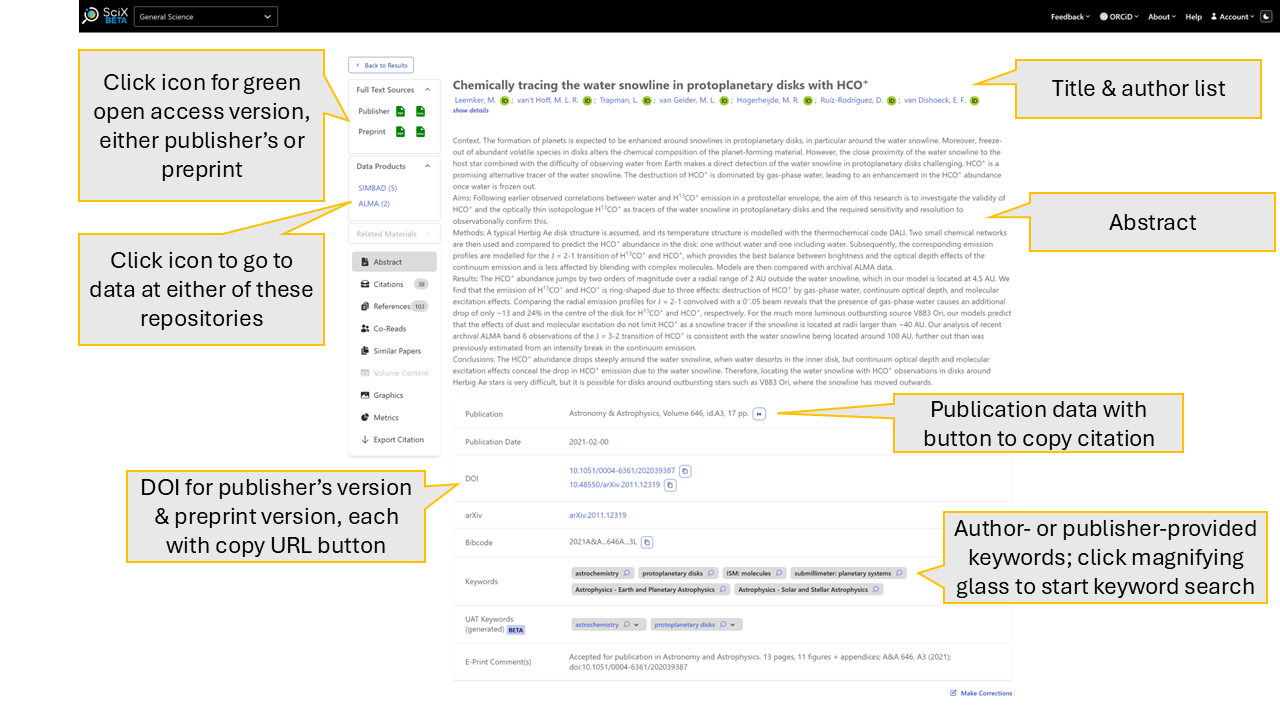 SciX
BETA
General Science
Feedback
ORCiD
About
Help
Account
Click icon for green
open access version,
either publisher's or
preprint
Back to Results
Full Text Sources
Publisher
Preprint
Data Products
SIMBAD (5)
ALMA (2)
Related Materials
Click icon to go to
data at either of these
repositories
Abstract
Citations 38
References 103
Co-Reads
Similar Papers
Volume Content
Graphics
Metrics
Export Citation
Chemically tracing the water snowline in protoplanetary disks with HCO⁺
Leemker, M. ; van't Hoff, M. L. R. ; Trapman, L. ; van Gelder, M. L. ; Hogerheijde, M. R. ; Ruíz-Rodríguez, D. ; van Dishoeck, E. F.
show details
Title & author list
Context. The formation of planets is expected to be enhanced around snowlines in protoplanetary disks, in particular around the water snowline. Moreover, freeze-
out of abundant volatile species in disks alters the chemical composition of the planet-forming material. However, the close proximity of the water snowline to the
host star combined with the difficulty of observing water from Earth makes a direct detection of the water snowline in protoplanetary disks challenging. HCO⁺ is a
promising alternative tracer of the water snowline. The destruction of HCO⁺ is dominated by gas-phase water, leading to an enhancement in the HCO⁺ abundance
once water is frozen out.
Aims: Following earlier observed correlations between water and H¹³CO⁺ emission in a protostellar envelope, the aim of this research is to investigate the validity of
HCO⁺ and the optically thin isotopologue H¹³CO⁺ as tracers of the water snowline in protoplanetary disks and the required sensitivity and resolution to
observationally confirm this.
Methods: A typical Herbig Ae disk structure is assumed, and its temperature structure is modelled with the thermochemical code DALI. Two small chemical networks
are then used and compared to predict the HCO⁺ abundance in the disk: one without water and one including water. Subsequently, the corresponding emission
profiles are modelled for the J = 2-1 transition of H¹³CO⁺ and HCO⁺, which provides the best balance between brightness and the optical depth effects of the
continuum emission and is less affected by blending with complex molecules. Models are then compared with archival ALMA data.
Results: The HCO⁺ abundance jumps by two orders of magnitude over a radial range of 2 AU outside the water snowline, which in our model is located at 4.5 AU. We
find that the emission of H¹³CO⁺ and HCO⁺ is ring-shaped due to three effects: destruction of HCO⁺ by gas-phase water, continuum optical depth, and molecular
excitation effects. Comparing the radial emission profiles for J = 2-1 convolved with a 0''.05 beam reveals that the presence of gas-phase water causes an additional
drop of only ~13 and 24% in the centre of the disk for H¹³CO⁺ and HCO⁺, respectively. For the much more luminous outbursting source V883 Ori, our models predict
that the effects of dust and molecular excitation do not limit HCO⁺ as a snowline tracer if the snowline is located at radii larger than ~40 AU. Our analysis of recent
archival ALMA band 6 observations of the J = 3-2 transition of HCO⁺ is consistent with the water snowline being located around 100 AU, further out than was
previously estimated from an intensity break in the continuum emission.
Conclusions: The HCO⁺ abundance drops steeply around the water snowline, when water desorbs in the inner disk, but continuum optical depth and molecular
excitation effects conceal the drop in HCO⁺ emission due to the water snowline. Therefore, locating the water snowline with HCO⁺ observations in disks around
Herbig Ae stars is very difficult, but it is possible for disks around outbursting stars such as V883 Ori, where the snowline has moved outwards.
Abstract
Publication
Astronomy & Astrophysics, Volume 646, id.A3, 17 pp.
Publication data with
button to copy citation
Publication Date
2021-02-00
DOI
10.1051/0004-6361/202039387
10.48550/arXiv.2011.12319
DOI for publisher's version
& preprint version, each
with copy URL button
arXiv
arXiv:2011.12319
Bibcode
2021A&A...646A...3L
Keywords
astrochemistry
protoplanetary disks
ISM: molecules
submillimeter: planetary systems
Astrophysics - Earth and Planetary Astrophysics
Astrophysics - Solar and Stellar Astrophysics
Author- or publisher-provided
keywords; click magnifying
glass to start keyword search
UAT Keywords
(generated) BETA
astrochemistry
protoplanetary disks
E-Print Comment(s)
Accepted for publication in Astronomy and Astrophysics. 13 pages, 11 figures + appendices; A&A 646, A3 (2021);
doi:10.1051/0004-6361/202039387
Make Corrections